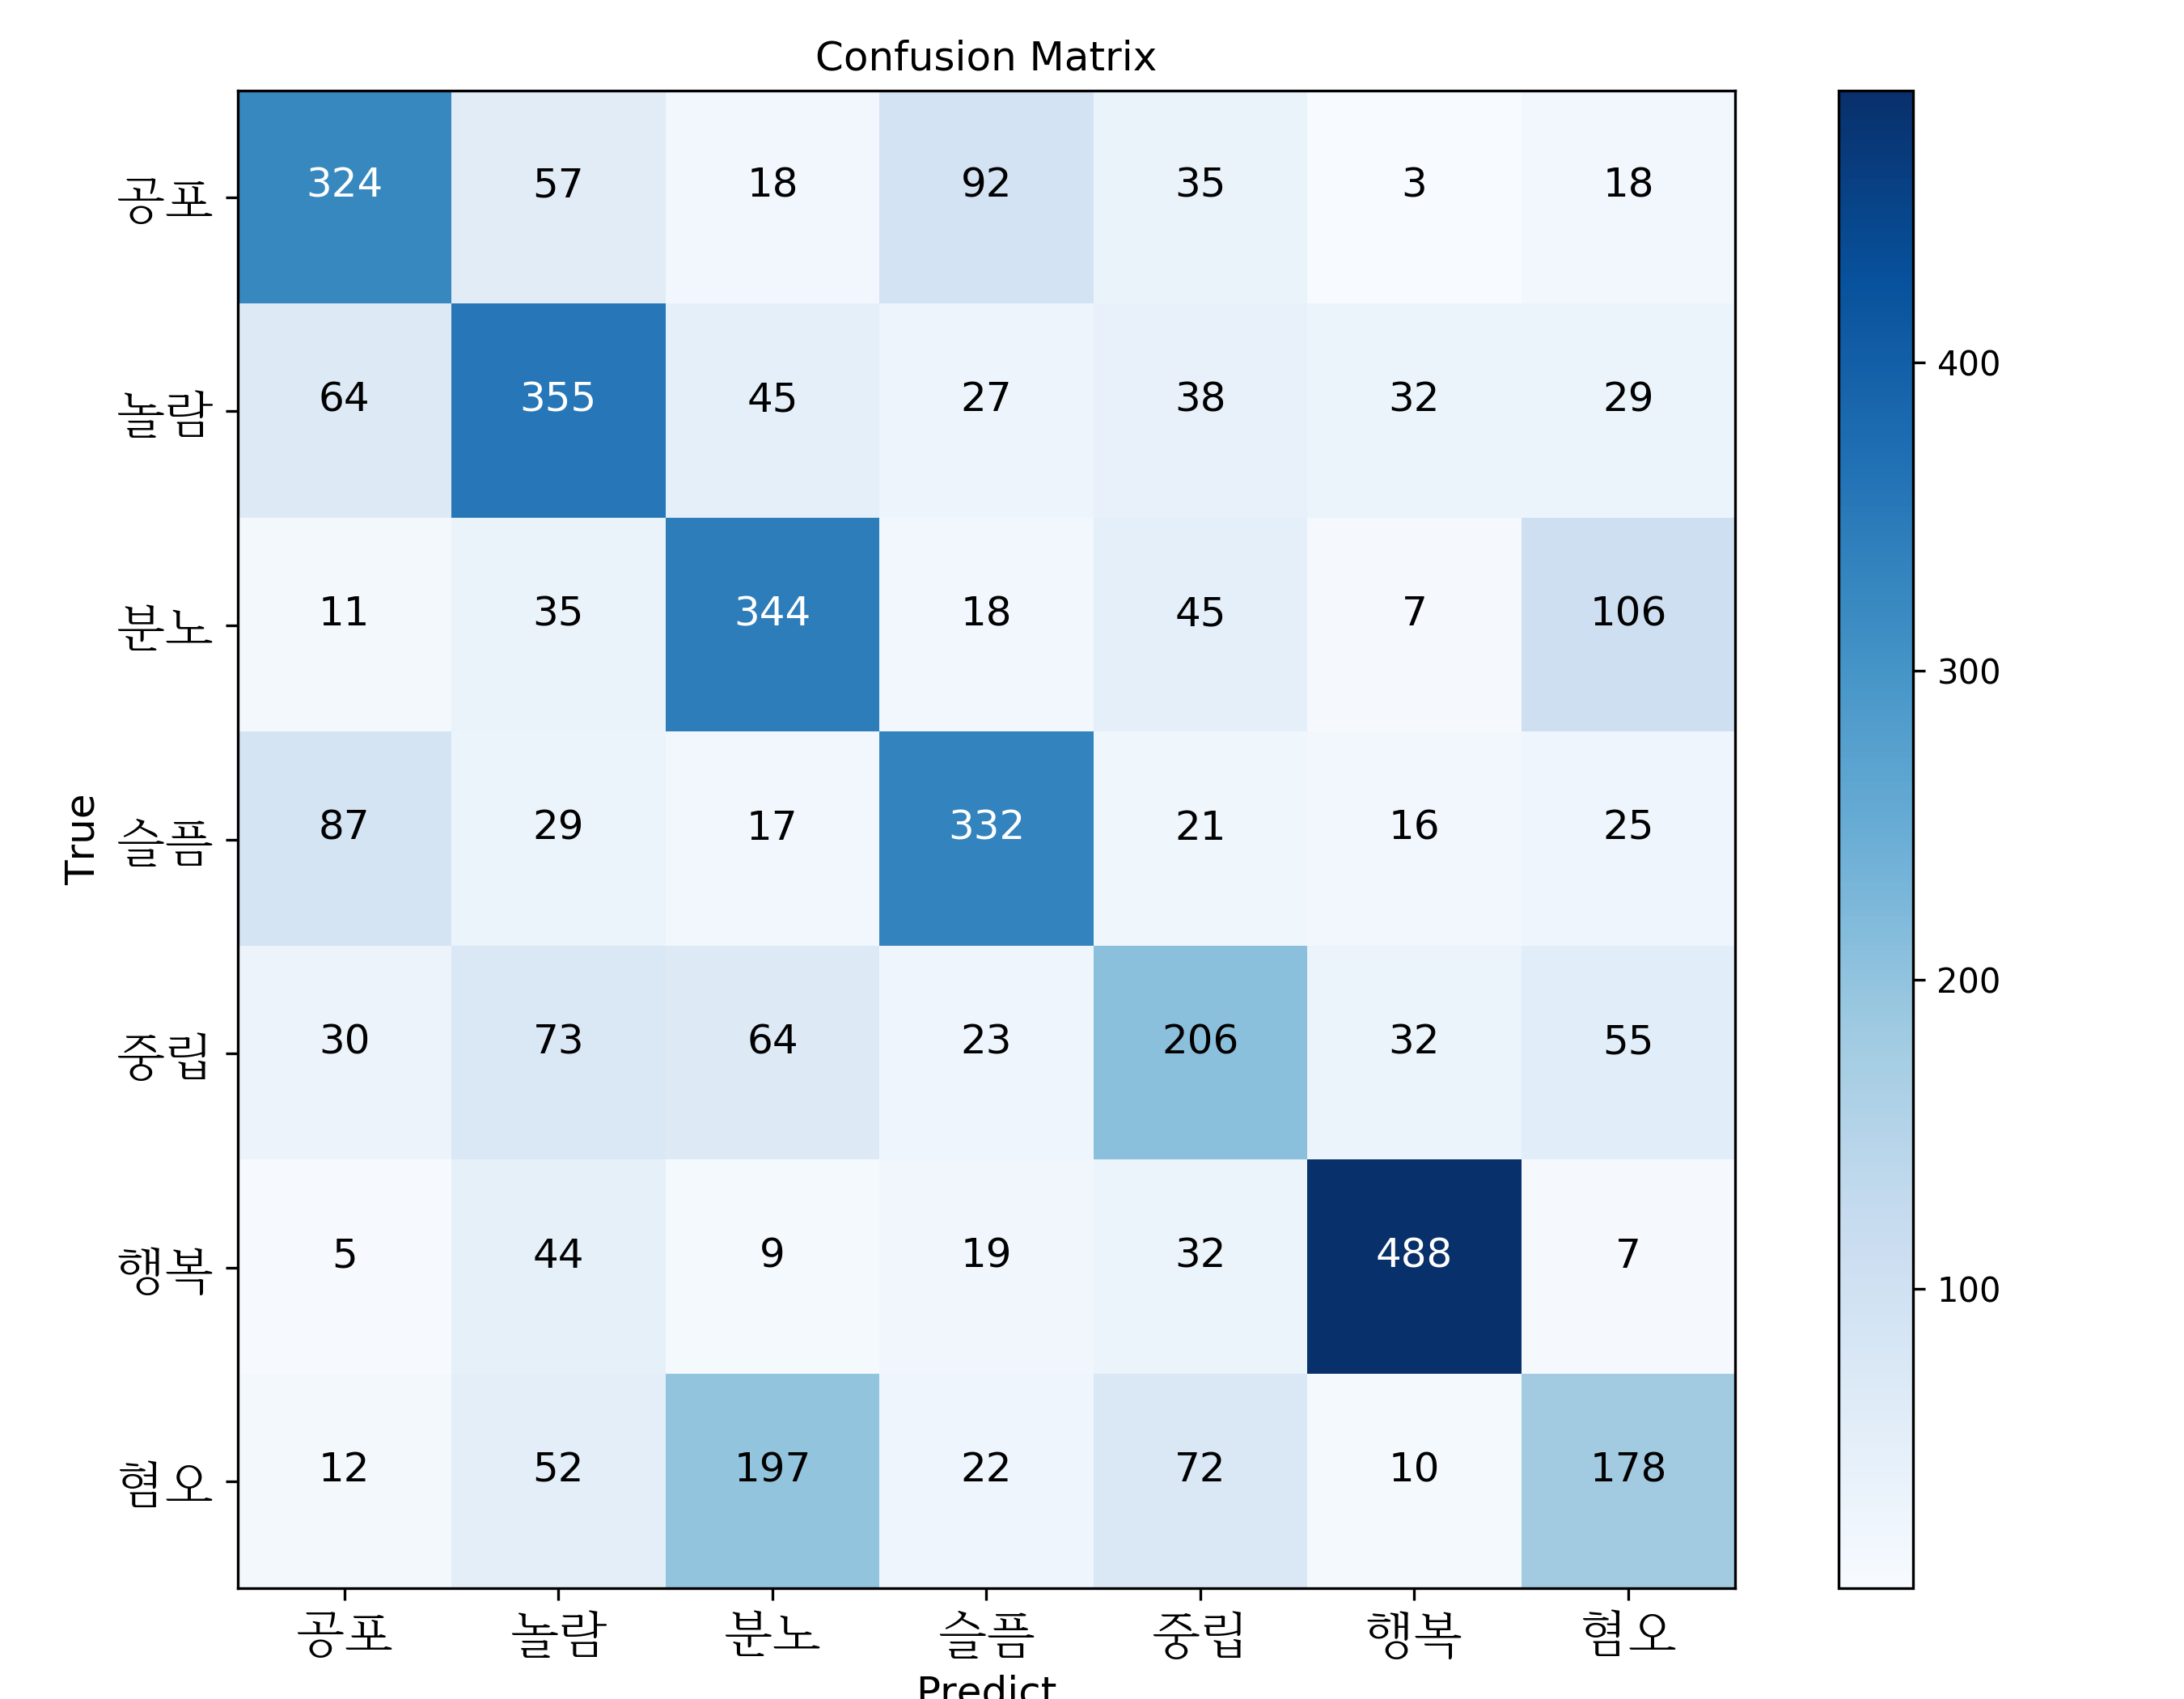 Confusion Matrix
공포 324 57 18 92 35 3 18
놀람 64 355 45 27 38 32 29
400
분노 11 35 344 18 45 7 106
300
True
슬픔 87 29 17 332 21 16 25
200
중립 30 73 64 23 206 32 55
행복 5 44 9 19 32 488 7
100
혐오 12 52 197 22 72 10 178
공포 놀람 분노 슬픔 중립 행복 혐오
Predict